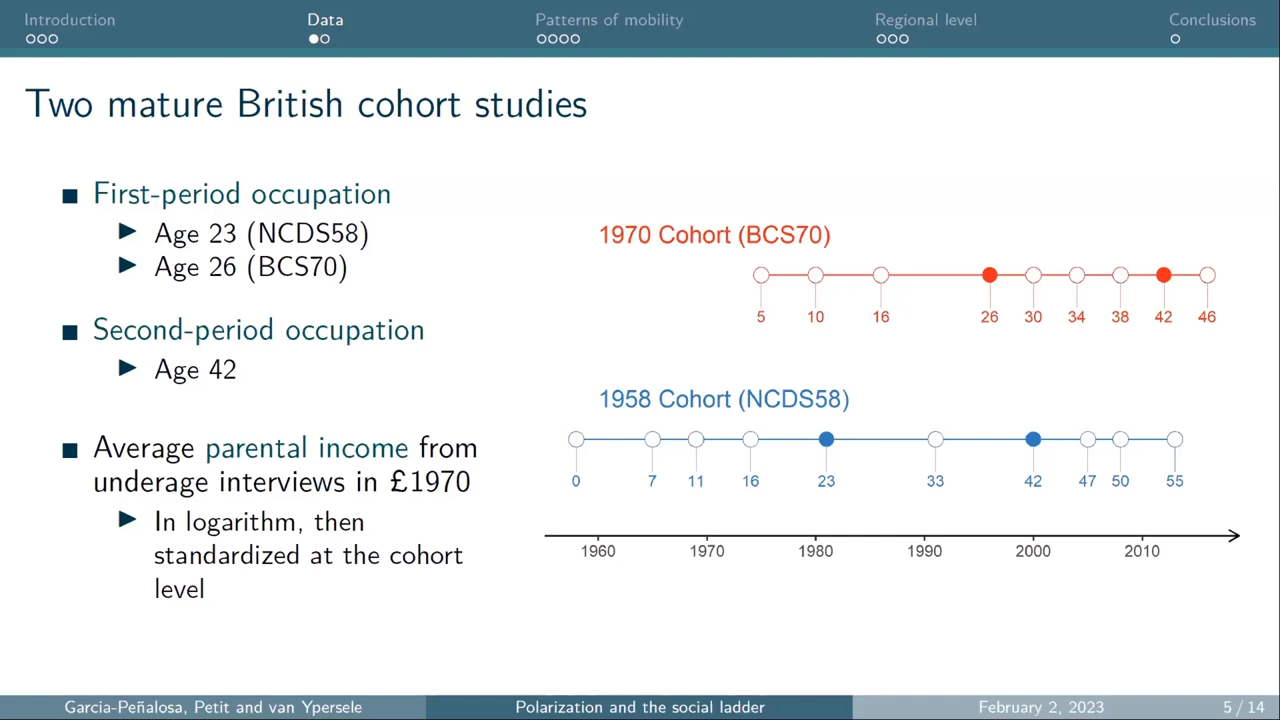 Introduction
Data
Patterns of mobility
Regional level
Conclusions
Two mature British cohort studies
First-period occupation
Age 23 (NCDS58)
Age 26 (BCS70)
Second-period occupation
Age 42
Average parental income from
underage interviews in £1970
In logarithm, then
standardized at the cohort
level
1970 Cohort (BCS70)
5 10 16 26 30 34 38 42 46
1958 Cohort (NCDS58)
0 7 11 16 23 33 42 47 50 55
1960 1970 1980 1990 2000 2010
Garcia-Peñalosa, Petit and van Ypersele
Polarization and the social ladder
February 2, 2023
5 / 14